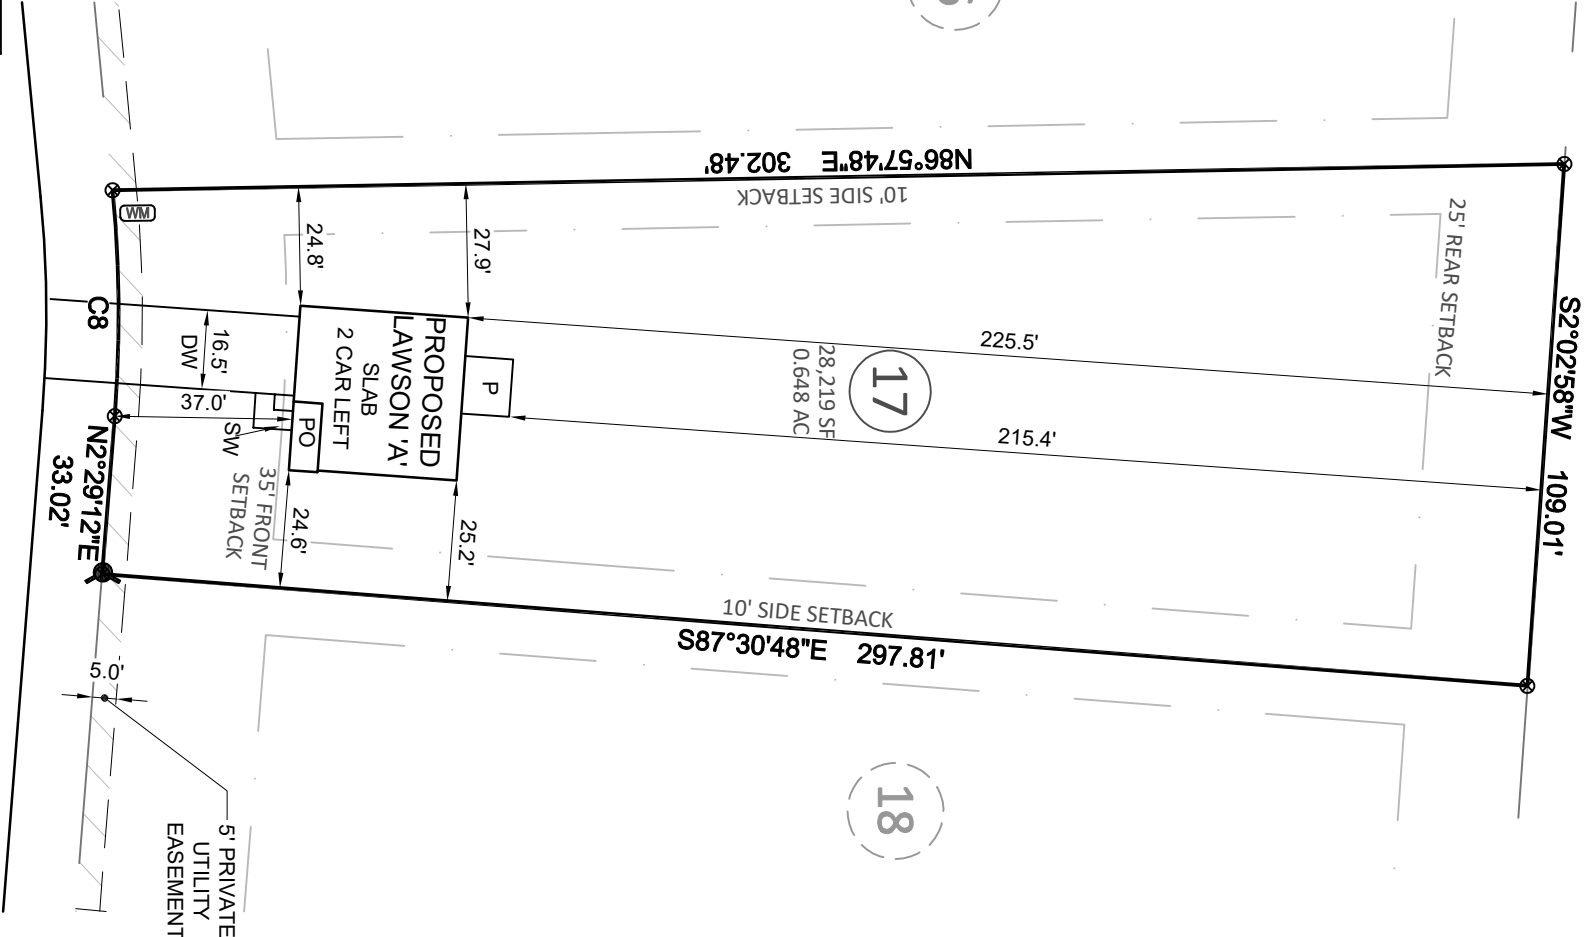 N86°57'48"E 302.48'
10' SIDE SETBACK
25' REAR SETBACK
S2°02'58"W 109.01'
WM
24.8'
27.9'
C8
16.5'
DW
37.0'
SW
PO
P
PROPOSED
LAWSON 'A'
SLAB
2 CAR LEFT
225.5'
17
28,219 SF
0.648 AC
215.4'
N2°29'12"E
33.02'
35' FRONT
SETBACK
24.6'
25.2'
10' SIDE SETBACK
S87°30'48"E 297.81'
5.0'
5' PRIVATE
UTILITY
EASEMENT
18